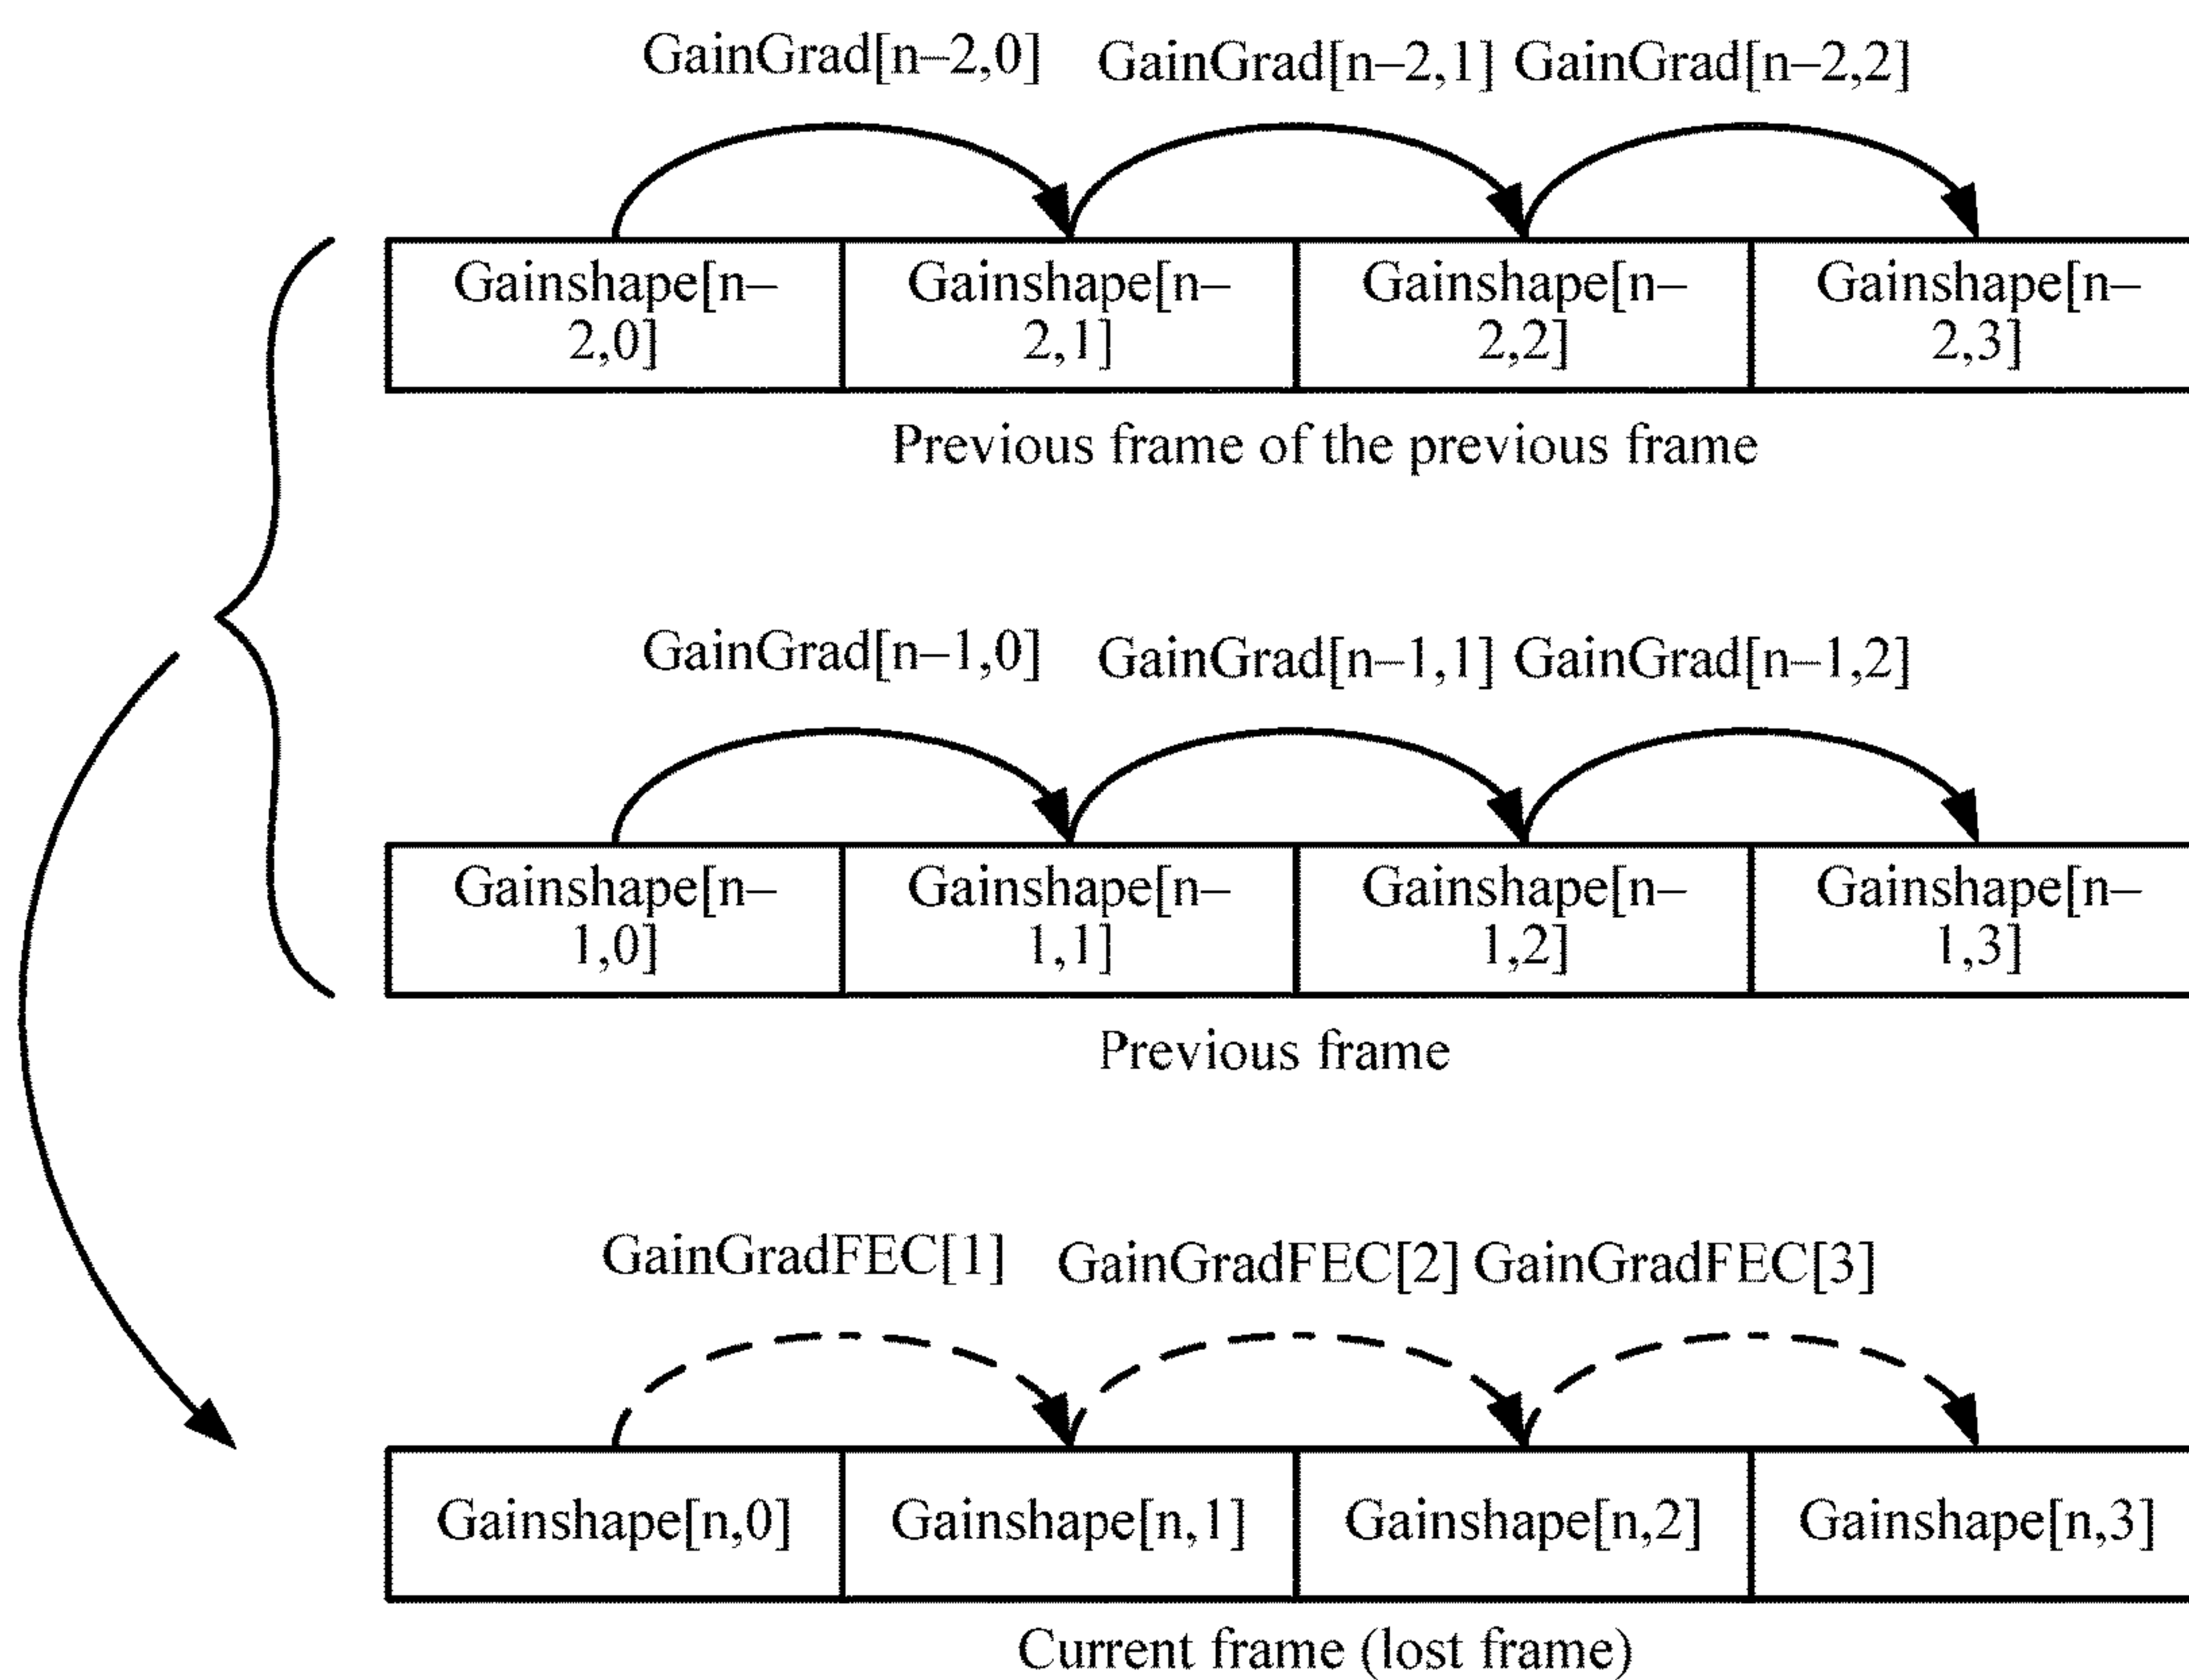 GainGrad[n–2,0] GainGrad[n–2,1] GainGrad[n–2,2]
Gainshape[n–
2,0]
Gainshape[n–
2,1]
Gainshape[n–
2,2]
Gainshape[n–
2,3]
Previous frame of the previous frame
GainGrad[n–1,0] GainGrad[n–1,1] GainGrad[n–1,2]
Gainshape[n–
1,0]
Gainshape[n–
1,1]
Gainshape[n–
1,2]
Gainshape[n–
1,3]
Previous frame
GainGradFEC[1] GainGradFEC[2] GainGradFEC[3]
Gainshape[n,0] Gainshape[n,1] Gainshape[n,2] Gainshape[n,3]
Current frame (lost frame)